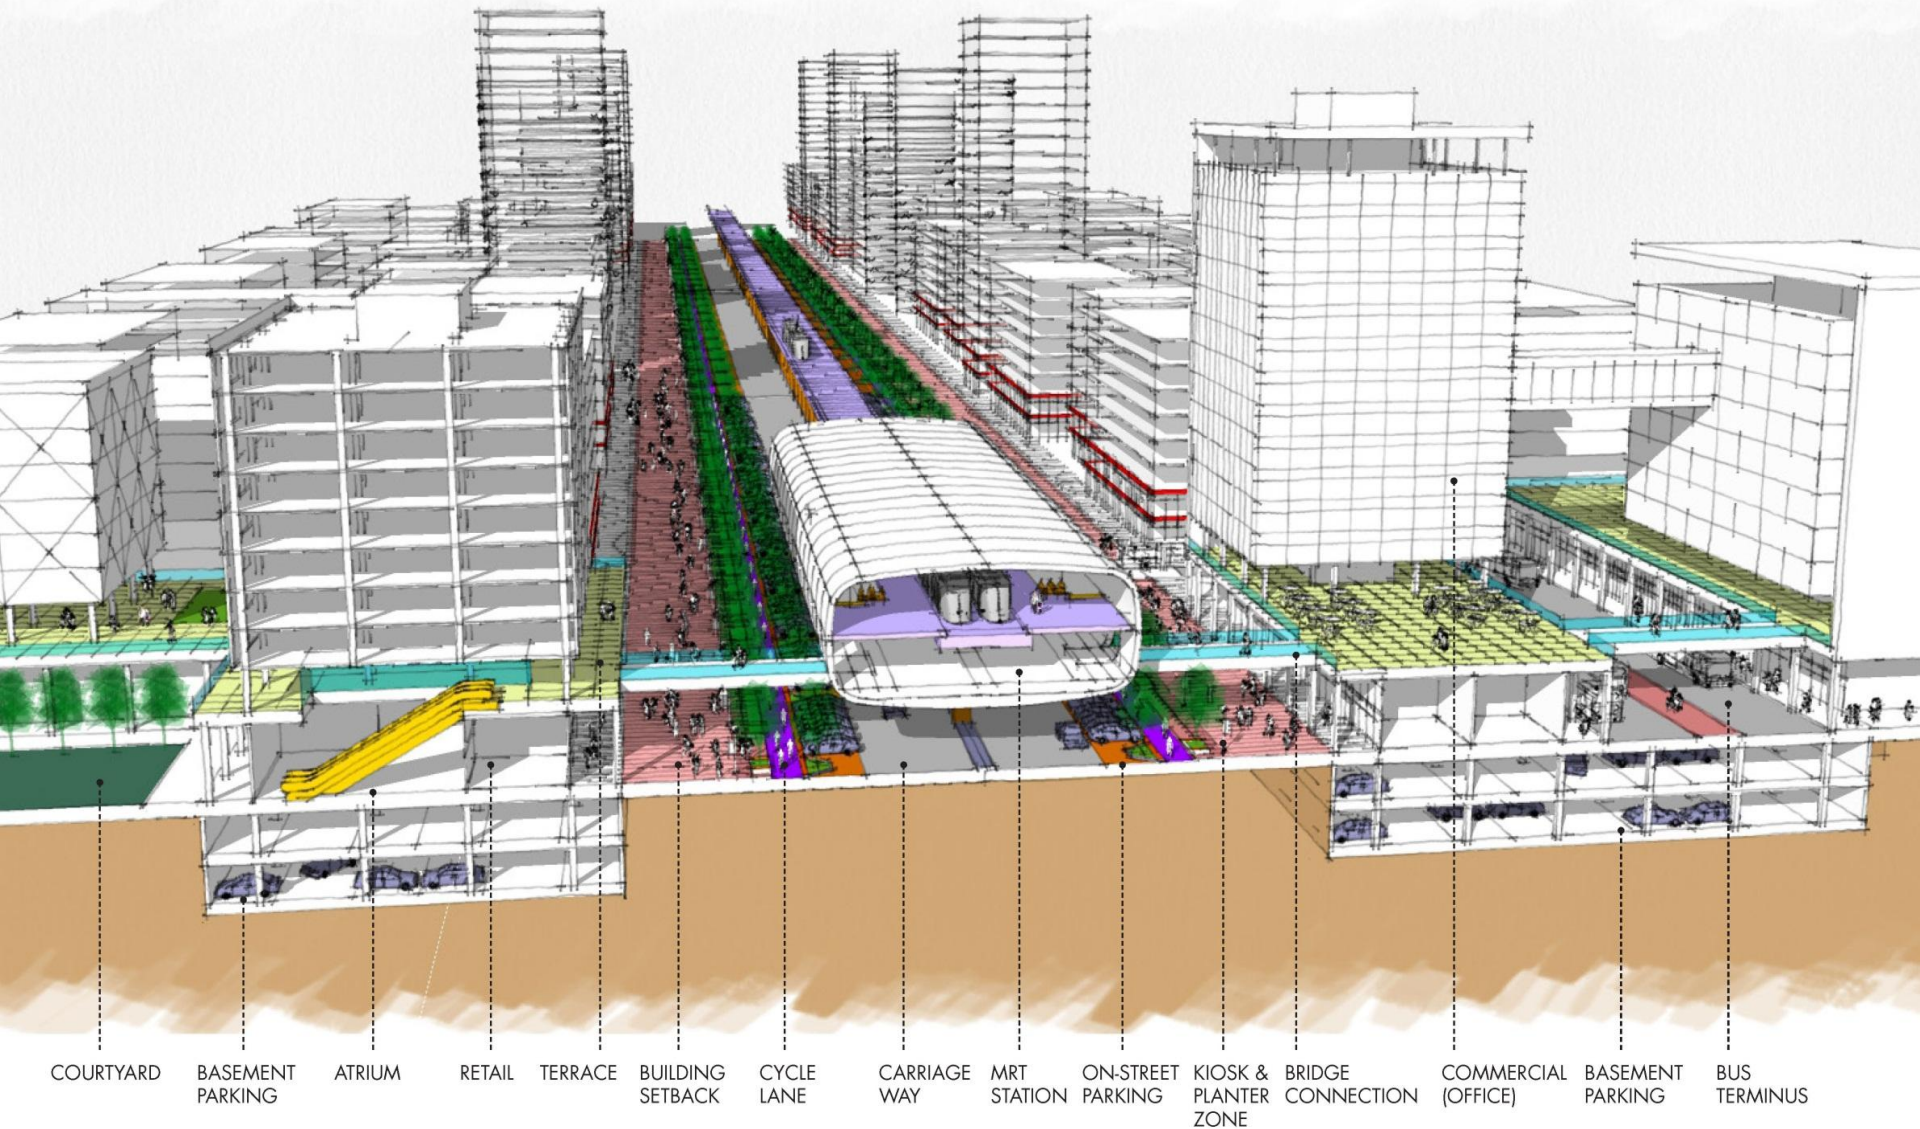 COURTYARD
BASEMENT
PARKING
ATRIUM
RETAIL
TERRACE
BUILDING
SETBACK
CYCLE
LANE
CARRIAGE
WAY
MRT
STATION
ON-STREET
PARKING
KIOSK &
PLANTER
ZONE
BRIDGE
CONNECTION
COMMERCIAL
(OFFICE)
BASEMENT
PARKING
BUS
TERMINUS